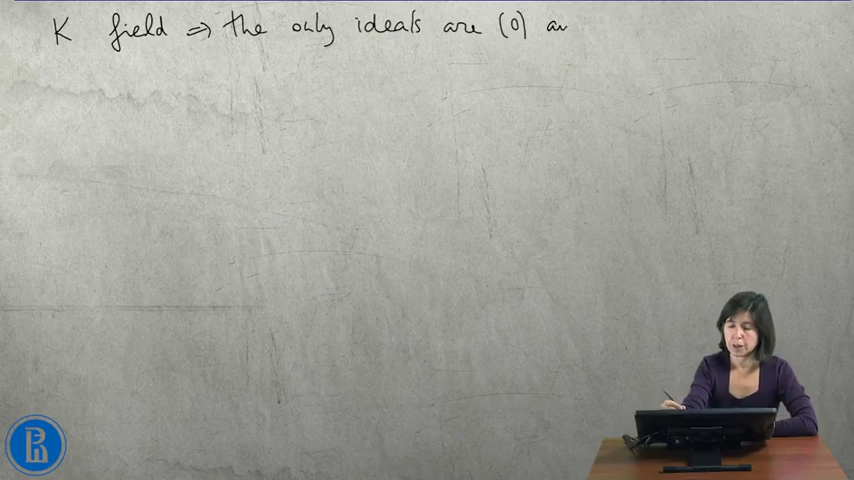 K field => the only ideals are (0) an